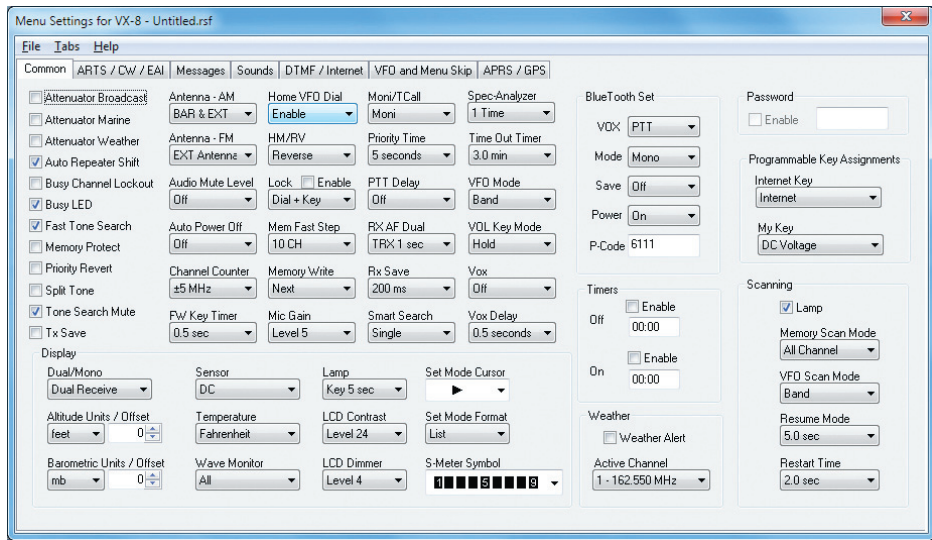 Menu Settings for VX-8 - Untitled.rsf
File Tabs Help
Common ARTS / CW / EAI Messages Sounds DTMF / Internet VFO and Menu Skip APRS / GPS
Attenuator Broadcast
Attenuator Marine
Attenuator Weather
Auto Repeater Shift
Busy Channel Lockout
Busy LED
Fast Tone Search
Memory Protect
Priority Revert
Split Tone
Tone Search Mute
Tx Save
Antenna - AM
BAR & EXT
Antenna - FM
EXT Antenna
Audio Mute Level
Off
Auto Power Off
Off
Channel Counter
±5 MHz
FW Key Timer
0.5 sec
Home VFO Dial
Enable
HM/RV
Reverse
Lock Enable
Dial + Key
Mem Fast Step
10 CH
Memory Write
Next
Mic Gain
Level 5
Moni/TCall
Moni
Priority Time
5 seconds
PTT Delay
Off
RX AF Dual
TRX 1 sec
Rx Save
200 ms
Smart Search
Single
Spec-Analyzer
1 Time
Time Out Timer
3.0 min
VFO Mode
Band
VOL Key Mode
Hold
Vox
Off
Vox Delay
0.5 seconds
Display
Dual/Mono
Dual Receive
Altitude Units / Offset
feet 0
Barometric Units / Offset
mb 0
Sensor
DC
Temperature
Fahrenheit
Wave Monitor
All
Lamp
Key 5 sec
LCD Contrast
Level 24
LCD Dimmer
Level 4
Set Mode Cursor
Set Mode Format
List
S-Meter Symbol
1 5 9
BlueTooth Set
VOX PTT
Mode Mono
Save Off
Power On
P-Code 6111
Timers
Enable
Off 00:00
Enable
On 00:00
Weather
Weather Alert
Active Channel
1 - 162.550 MHz
Password
Enable
Programmable Key Assignments
Internet Key
Internet
My Key
DC Voltage
Scanning
Lamp
Memory Scan Mode
All Channel
VFO Scan Mode
Band
Resume Mode
5.0 sec
Restart Time
2.0 sec